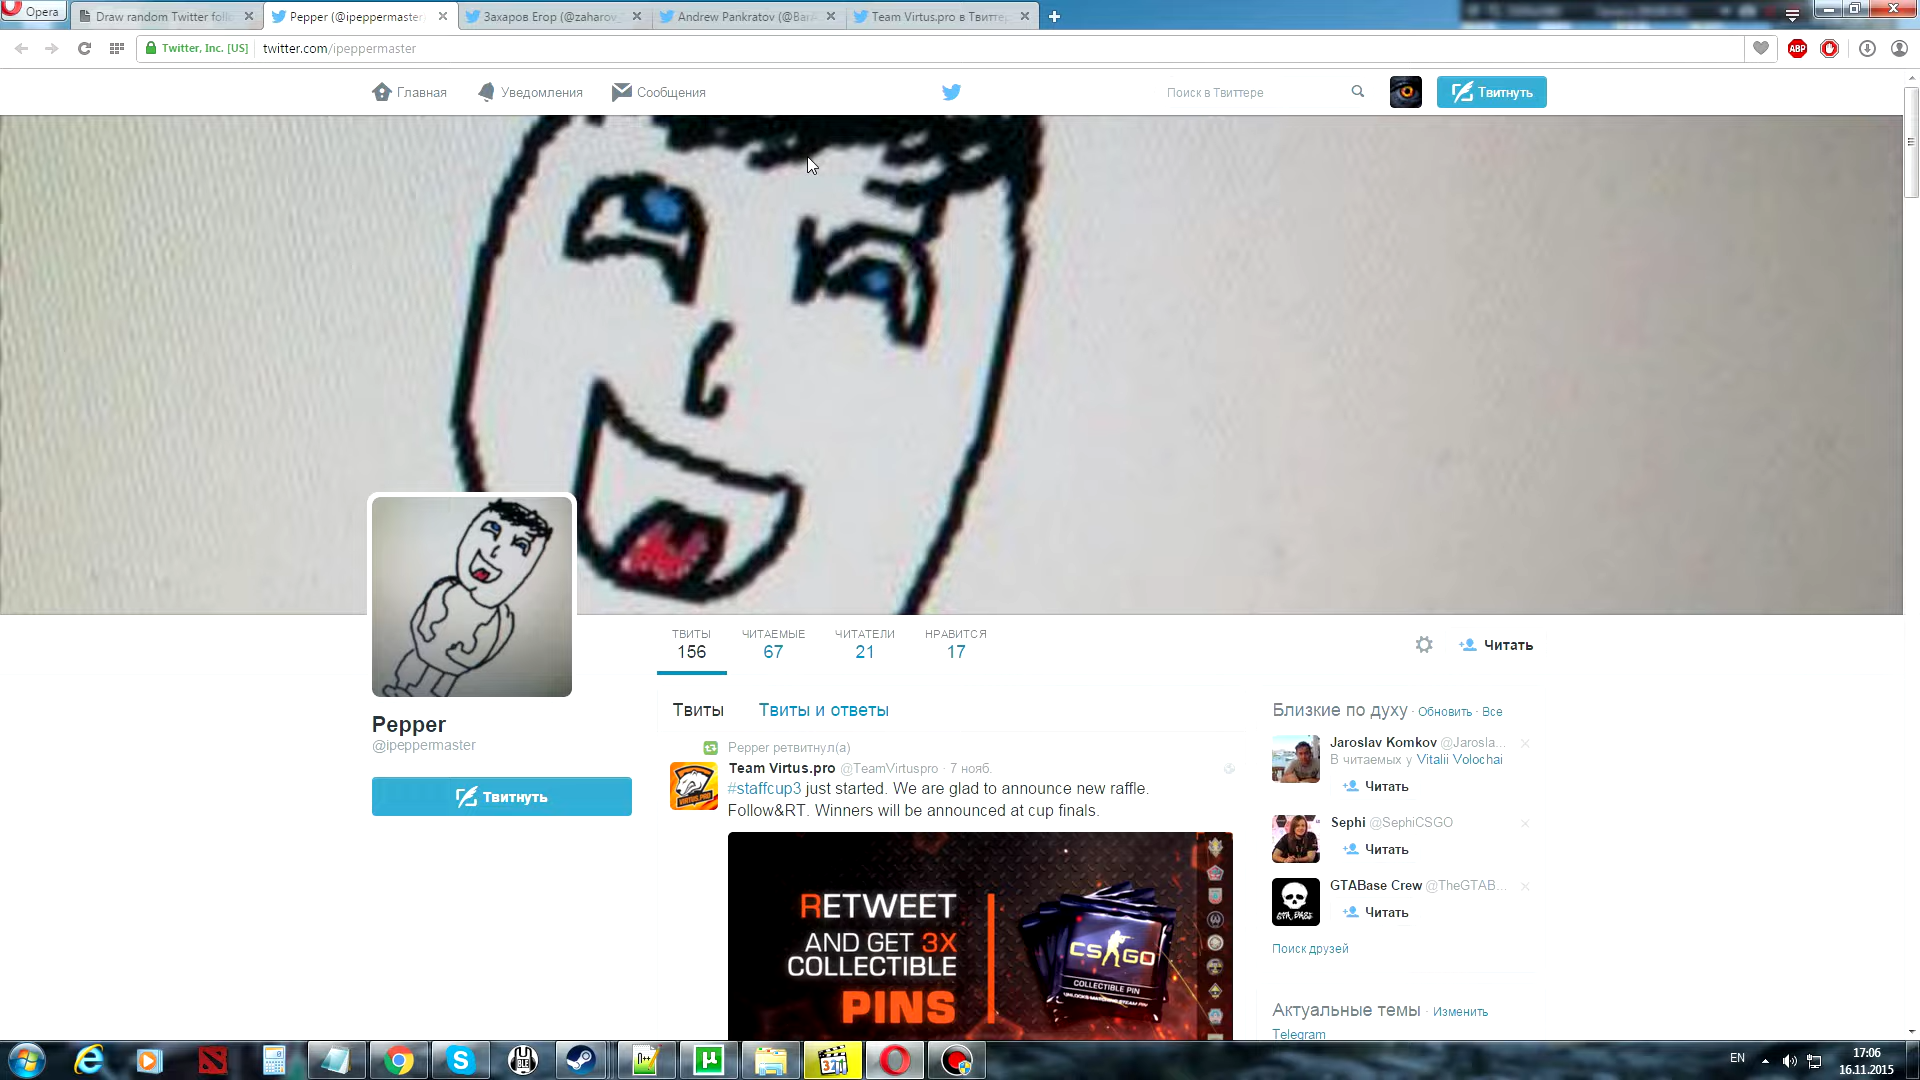 Opera
Draw random Twitter foll
Pepper (@ipeppermaster
Захаров Егор (@zaharov_
Andrew Pankratov (@Bar
Team Virtus.pro в Твиттер
Twitter, Inc. [US]
twitter.com/ipeppermaster
ABP
Главная
Уведомления
Сообщения
Поиск в Твиттере
Твитнуть
ТВИТЫ
156
ЧИТАЕМЫЕ
67
ЧИТАТЕЛИ
21
НРАВИТСЯ
17
Читать
Pepper
@ipeppermaster
Твитнуть
Твиты
Твиты и ответы
Pepper ретвитнул(а)
Team Virtus.pro @TeamVirtuspro · 7 нояб.
#staffcup3 just started. We are glad to announce new raffle.
Follow&RT. Winners will be announced at cup finals.
VIRTUS.PRO
RETWEET
AND GET 3X
COLLECTIBLE
PINS
CS GO
COLLECTIBLE PIN
Близкие по духу · Обновить · Все
Jaroslav Komkov @Jarosla...
В читаемых у Vitalii Volochai
Читать
Sephi @SephiCSGO
Читать
GTABase Crew @TheGTAB...
Читать
Поиск друзей
Актуальные темы · Изменить
Telegram
EN
17:06
16.11.2015